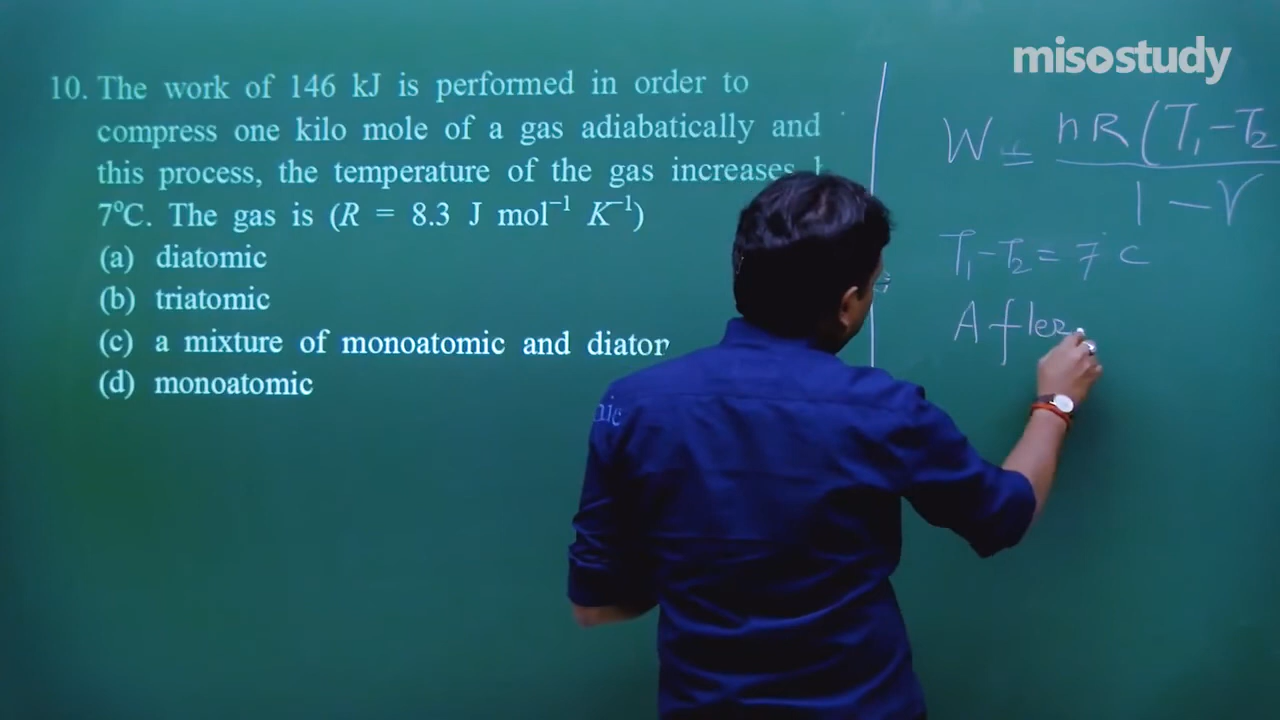 misostudy
10. The work of 146 kJ is performed in order to
compress one kilo mole of a gas adiabatically and
this process, the temperature of the gas increases
7ºC. The gas is (R = 8.3 J mol⁻¹ K⁻¹)
(a) diatomic
(b) triatomic
(c) a mixture of monoatomic and diator
(d) monoatomic
W = nR(T₁-T₂
1-γ
T₁-T₂ = 7°C
After